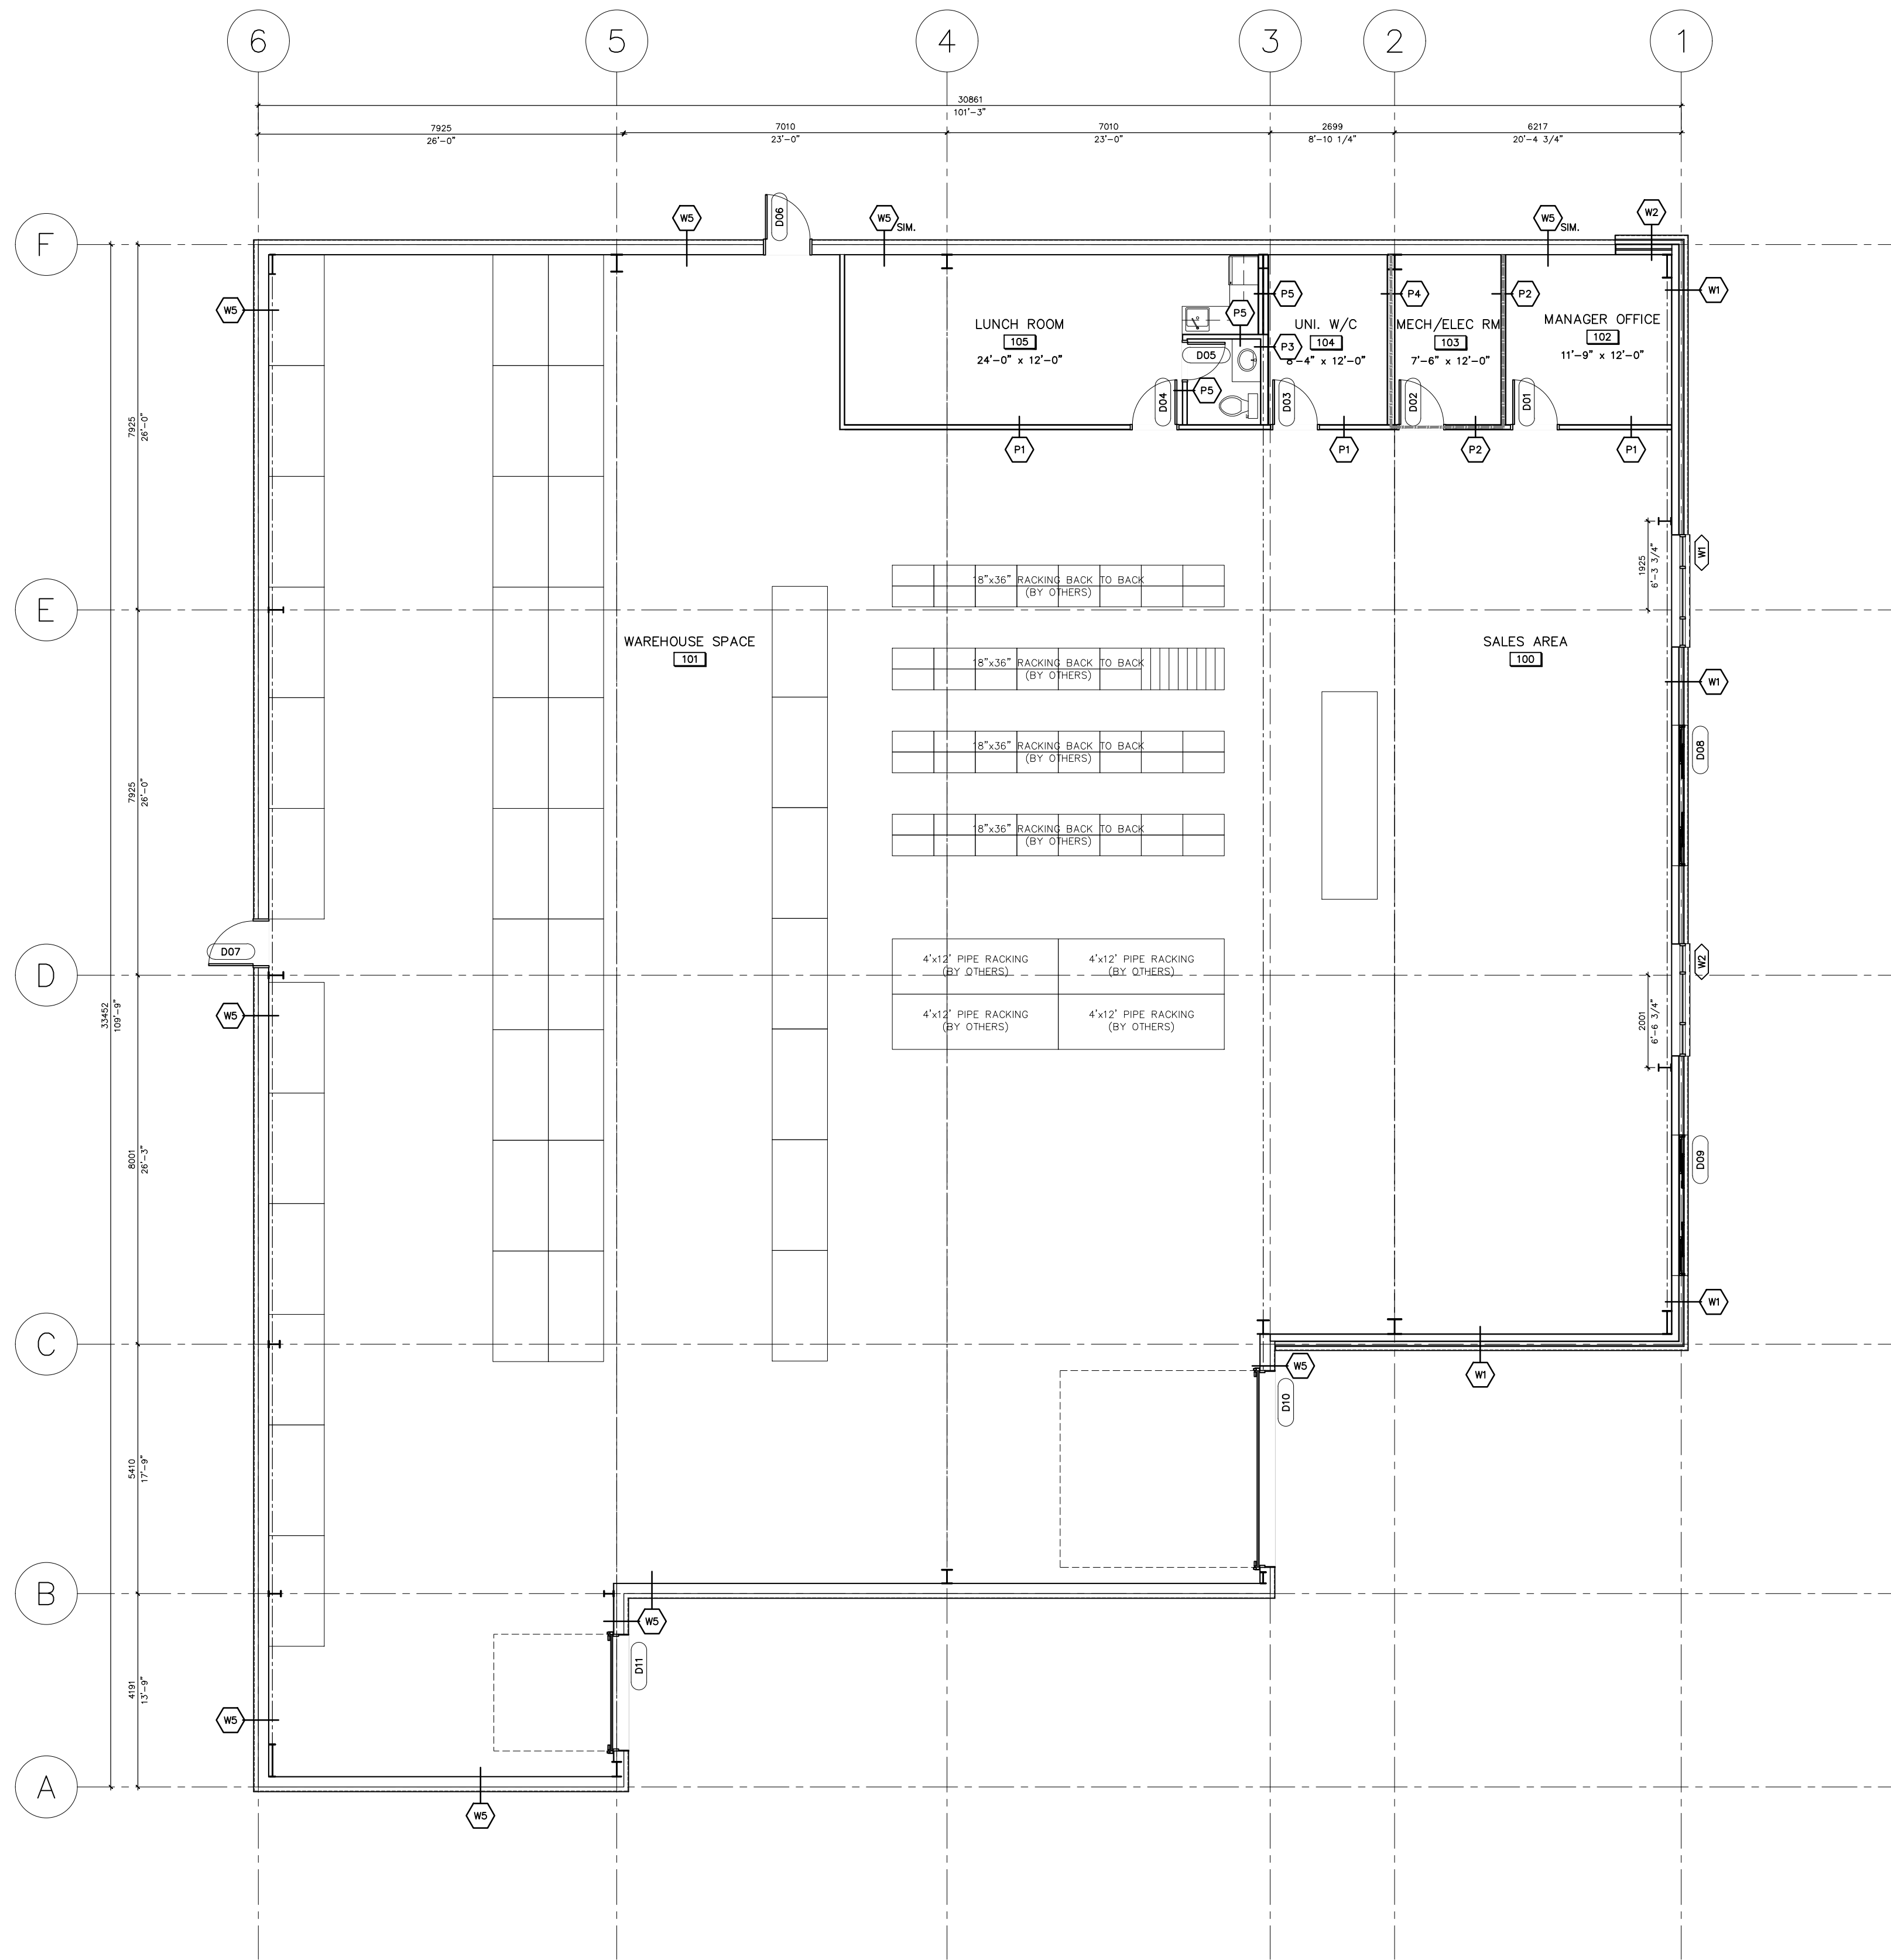 6 5 4 3 2 1
30861
101'-3"
7925 7010 7010 2699 6217
26'-0" 23'-0" 23'-0" 8'-10 1/4" 20'-4 3/4"
D06
W5 W5 SIM. W5 SIM. W2
F
W5
P5 P4 P2 W1
P5
LUNCH ROOM
105
24'-0" x 12'-0"
UNI. W/C
104
8'-4" x 12'-0"
MECH/ELEC RM
103
7'-6" x 12'-0"
MANAGER OFFICE
102
11'-9" x 12'-0"
P3
D05
P5
D04 D03 D02 D01
P1 P1 P2 P1
7925
26'-0"
1925
6'-3 3/4"
W1
18"x36" RACKING BACK TO BACK
(BY OTHERS)
E
WAREHOUSE SPACE
101
SALES AREA
100
18"x36" RACKING BACK TO BACK
(BY OTHERS)
W1
D08
18"x36" RACKING BACK TO BACK
(BY OTHERS)
7925
26'-0"
18"x36" RACKING BACK TO BACK
(BY OTHERS)
D07
W2
4'x12' PIPE RACKING
(BY OTHERS)
4'x12' PIPE RACKING
(BY OTHERS)
D
33452
109'-9"
W5
4'x12' PIPE RACKING
(BY OTHERS)
4'x12' PIPE RACKING
(BY OTHERS)
2001
6'-6 3/4"
8001
26'-3"
D09
W1
C
W5
W1
D10
5410
17'-9"
B
W5
D11
4191
13'-9"
W5
A
W5